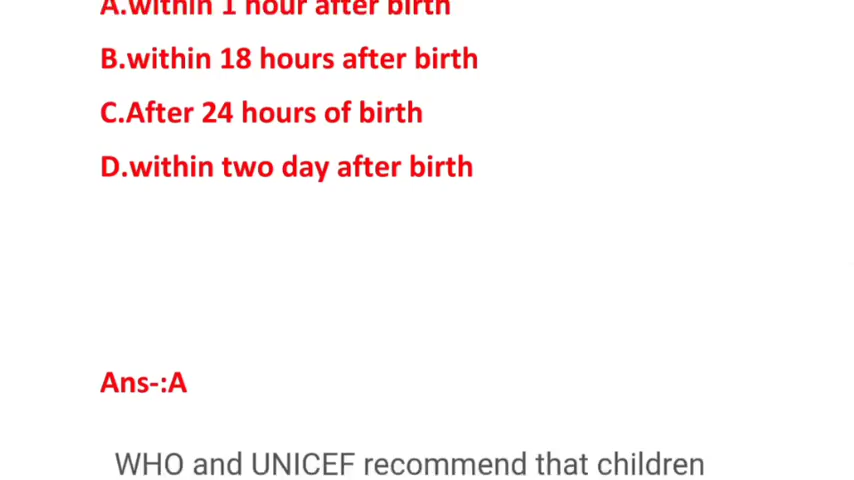 A.within 1 hour after birth
B.within 18 hours after birth
C.After 24 hours of birth
D.within two day after birth
Ans-:A
WHO and UNICEF recommend that children